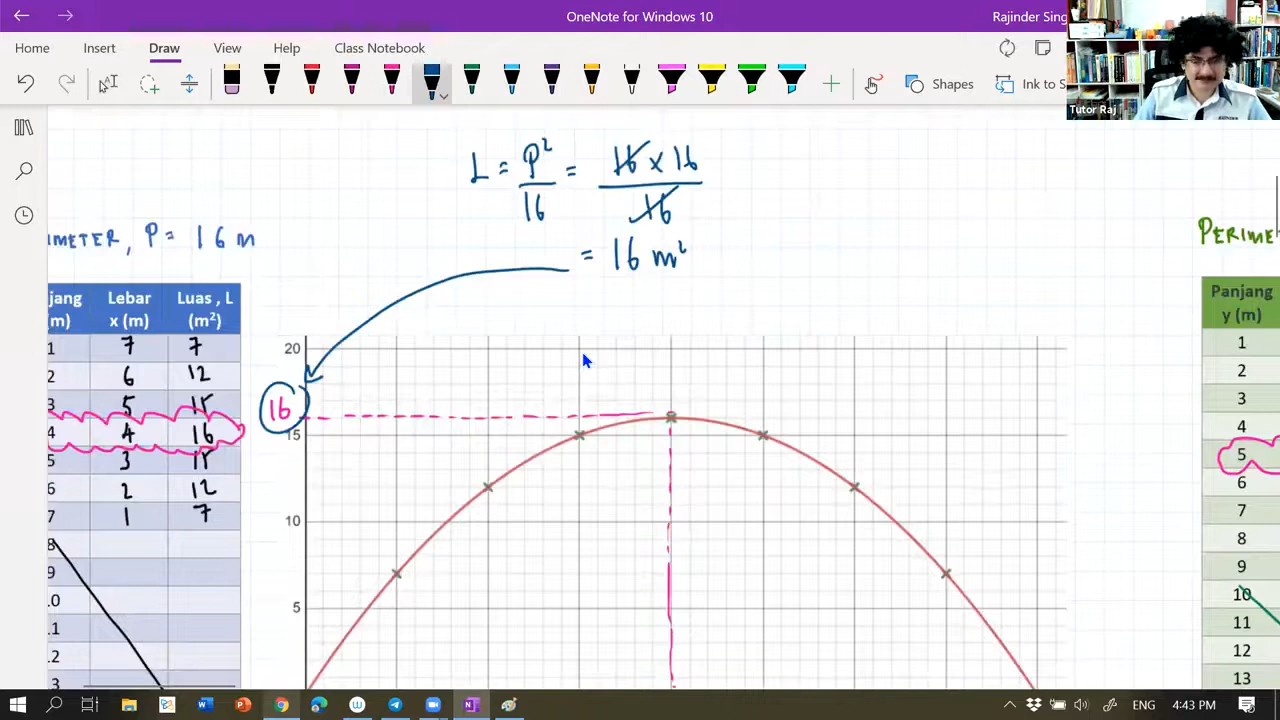 OneNote for Windows 10
Rajinder Sing
Home Insert Draw View Help Class Notebook
Shapes
Ink to S
Tutor Raj
L = P² / 16 = 16 x 16 / 16
= 16 m²
IMETER, P = 16 m
PERIME
jang (m) Lebar x (m) Luas, L (m²)
1 7 7
2 6 12
3 5 15
4 4 16
5 3 15
6 2 12
7 1 7
8
9
10
11
12
3
20
16
15
10
5
Panjang y (m)
1
2
3
4
5
6
7
8
9
10
11
12
13
ENG 4:43 PM